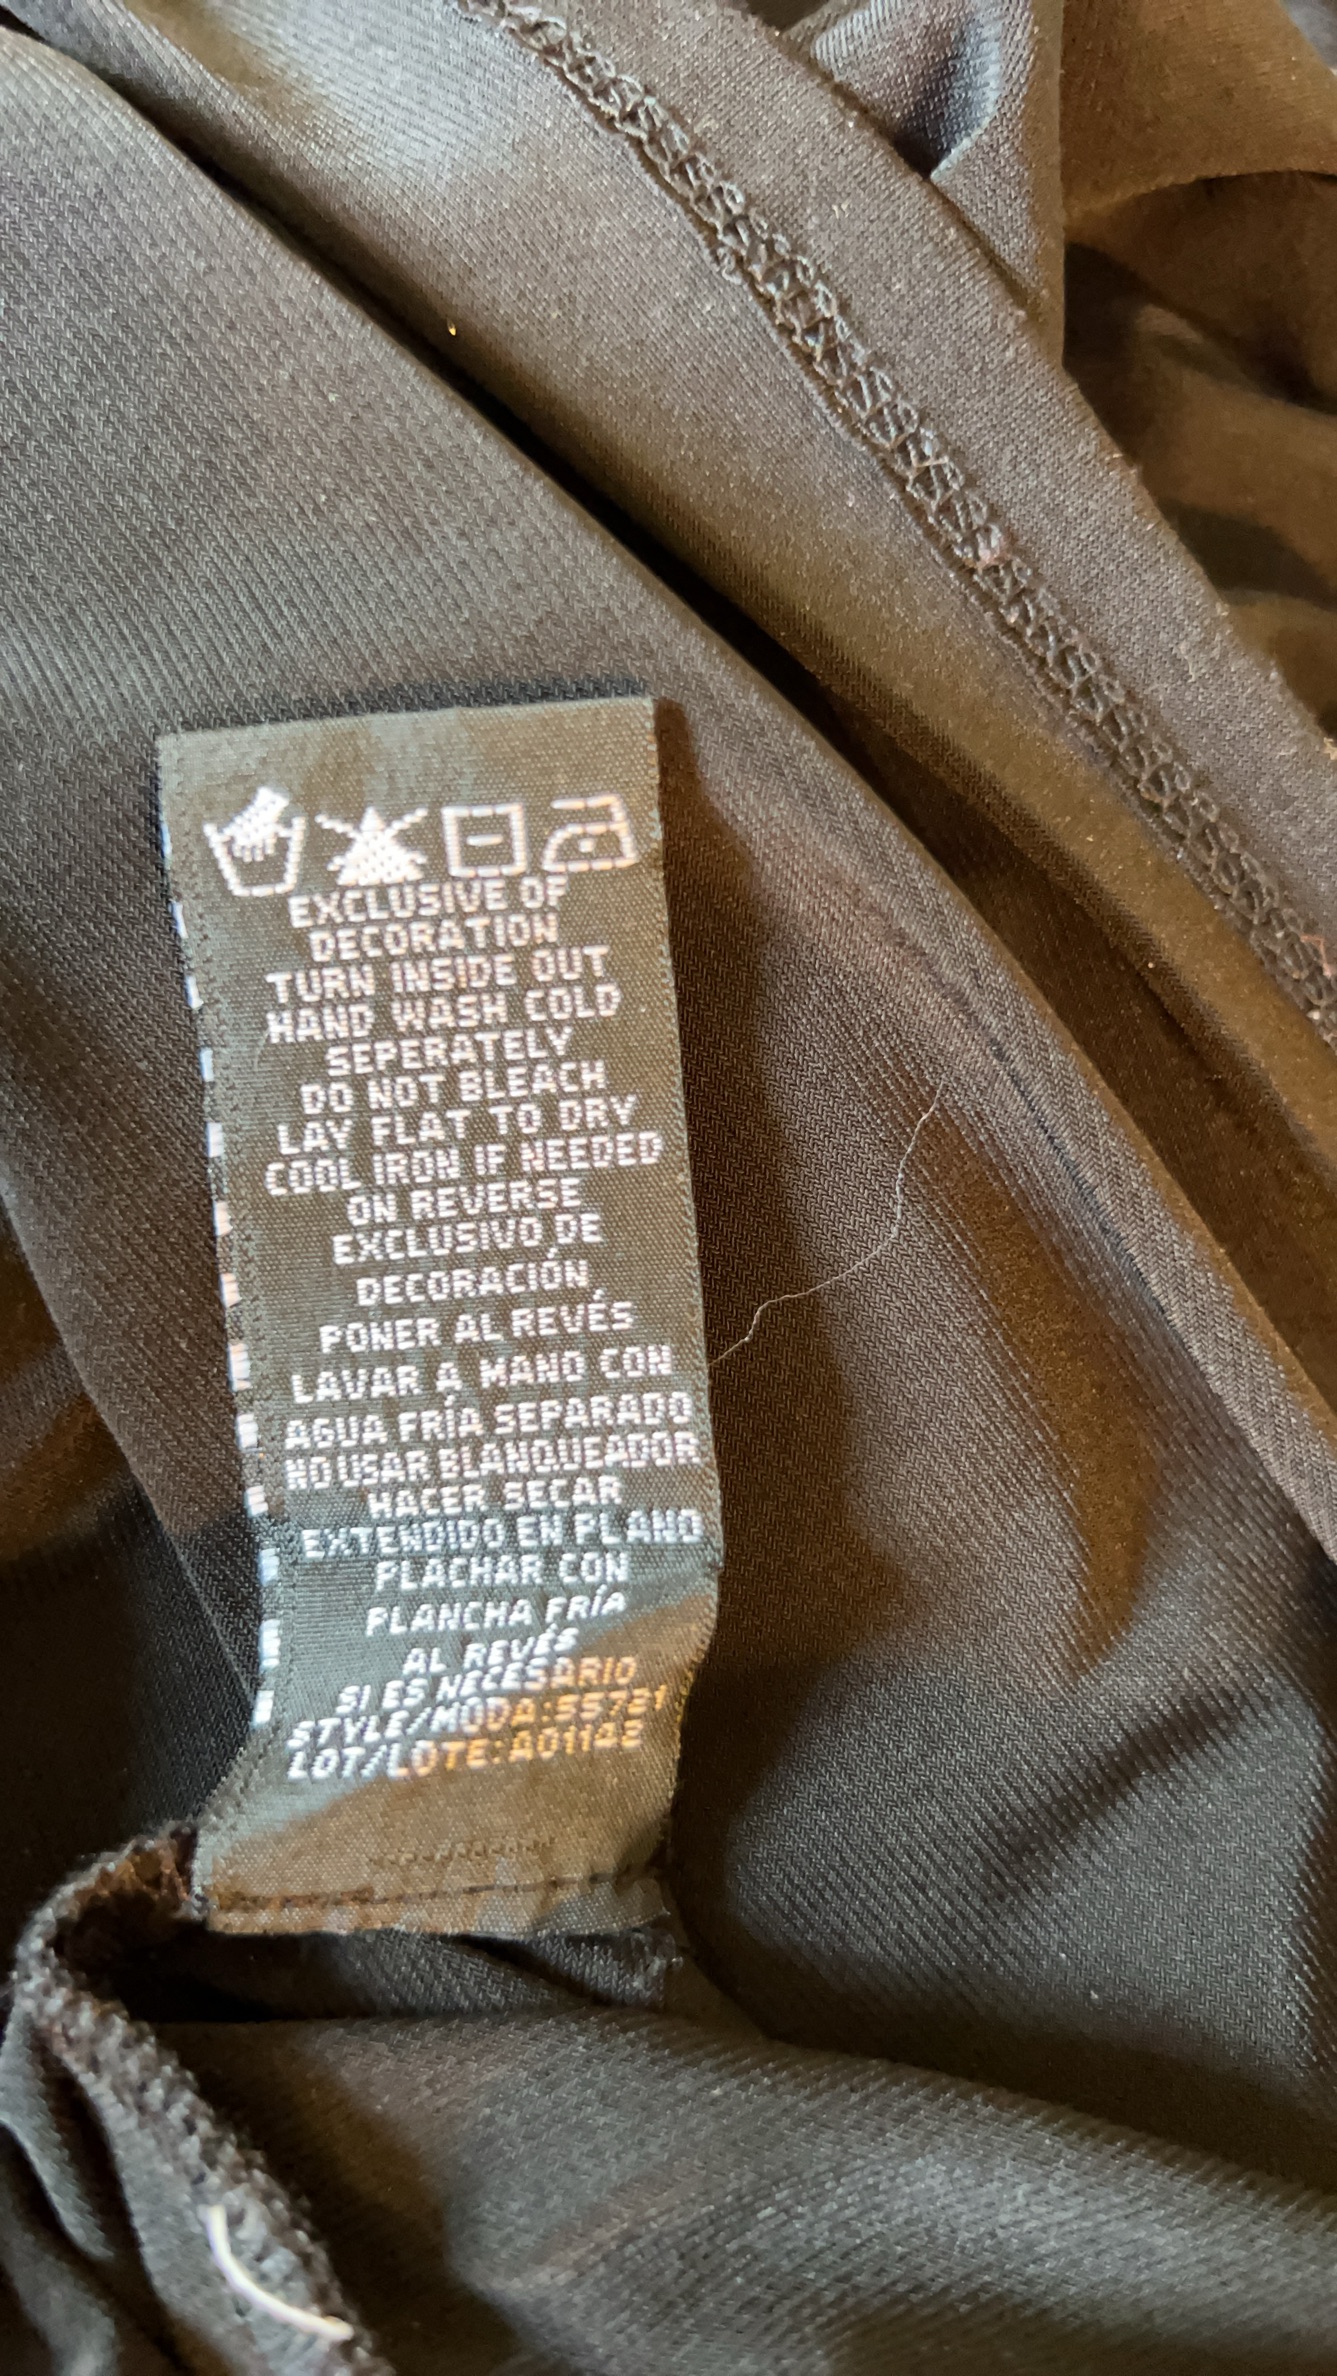 EXCLUSIVE OF
DECORATION
TURN INSIDE OUT
HAND WASH COLD
SEPERATELY
DO NOT BLEACH
LAY FLAT TO DRY
COOL IRON IF NEEDED
ON REVERSE
EXCLUSIVO DE
DECORACIÓN,
PONER AL REVÉS
LAVAR A MANO CON
AGUA FRÍA SEPARADO
NO USAR BLANQUEADOR
HACER SECAR
EXTENDIDO EN PLANO
PLACHAR CON
PLANCHA FRÍA
AL REVÉS
SI ES NECESARIO
STYLE/MODA:55731
LOT/LOTE:A01142